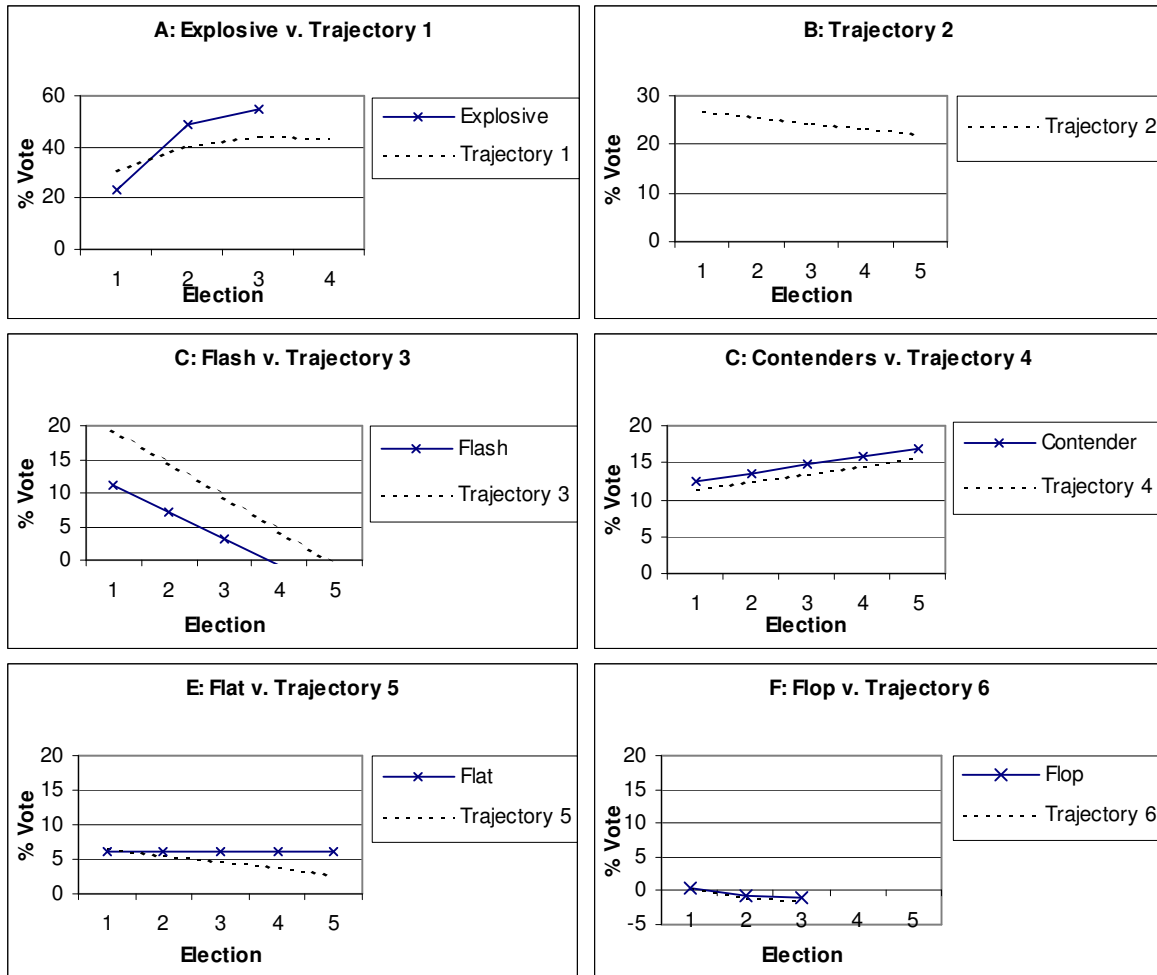 A: Explosive v. Trajectory 1
60
40
20
0
% Vote
1 2 3 4
Election
Explosive
Trajectory 1
B: Trajectory 2
30
20
10
0
% Vote
1 2 3 4 5
Election
Trajectory 2
C: Flash v. Trajectory 3
20
15
10
5
0
% Vote
1 2 3 4 5
Election
Flash
Trajectory 3
C: Contenders v. Trajectory 4
20
15
10
5
0
% Vote
1 2 3 4 5
Election
Contender
Trajectory 4
E: Flat v. Trajectory 5
20
15
10
5
0
% Vote
1 2 3 4 5
Election
Flat
Trajectory 5
F: Flop v. Trajectory 6
20
15
10
5
0
-5
% Vote
1 2 3 4 5
Election
Flop
Trajectory 6